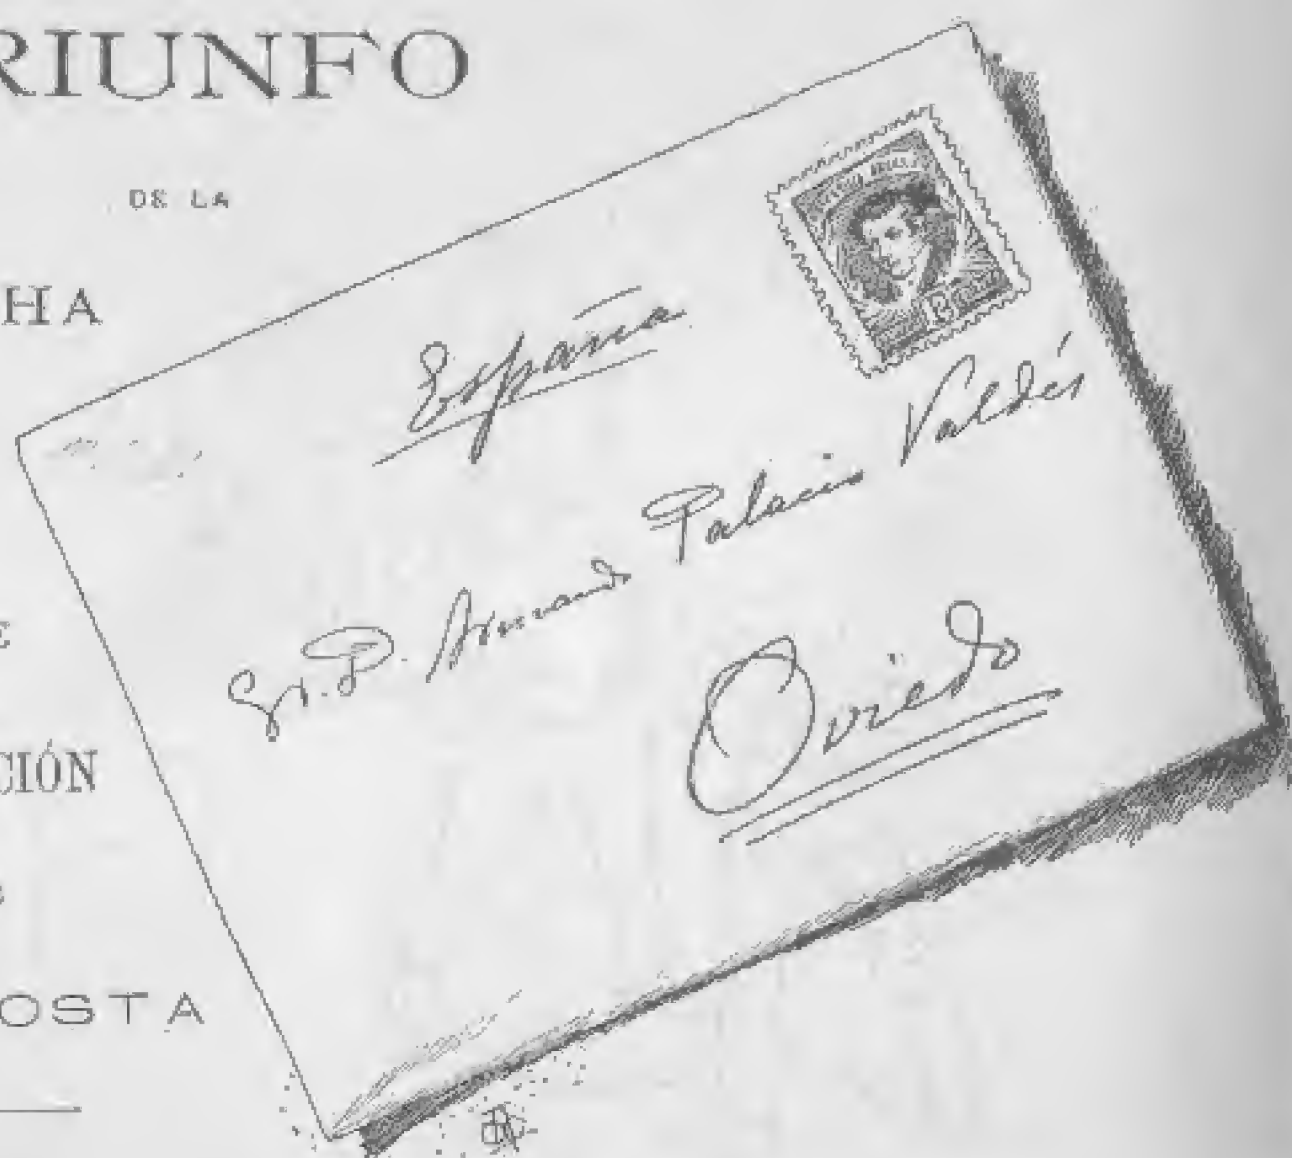 RIUNFO
DE LA
HA
CIÓN
OSTA
España
Sr. D. Armando Palacio Valdés
Oviedo